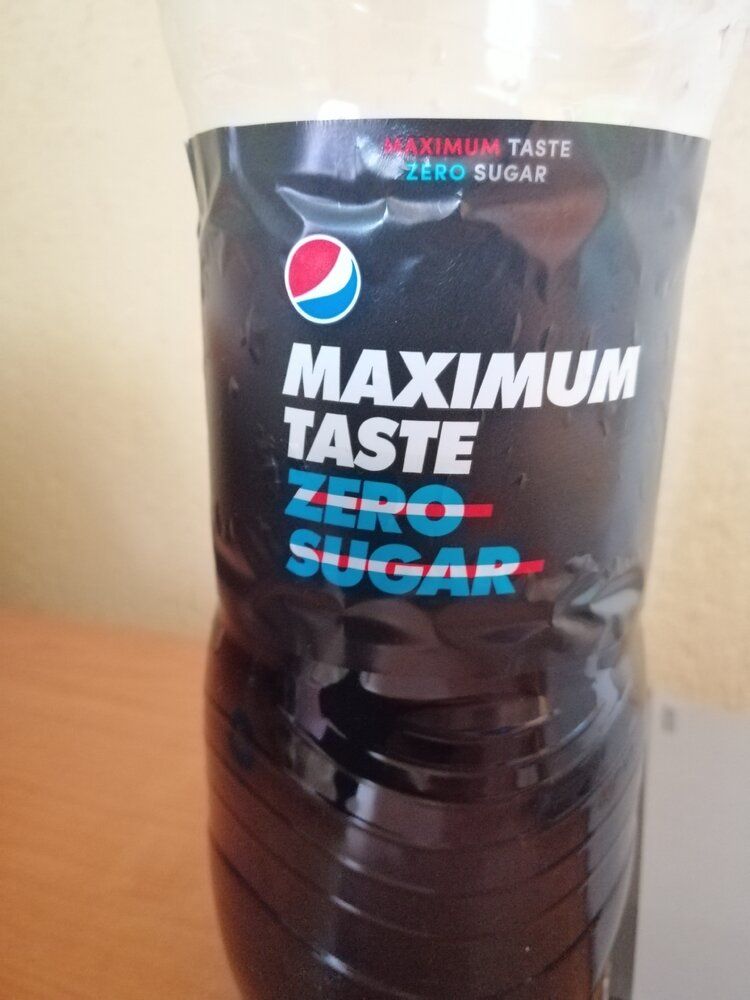 MAXIMUM TASTE
ZERO SUGAR
MAXIMUM
TASTE
ZERO
SUGAR